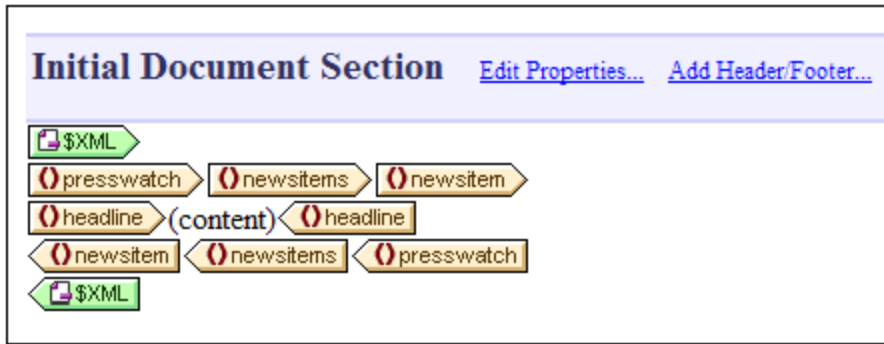 Initial Document Section Edit Properties... Add Header/Footer...
$XML
()presswatch ()newsitems ()newsitem
()headline (content) ()headline
()newsitem ()newsitems ()presswatch
$XML